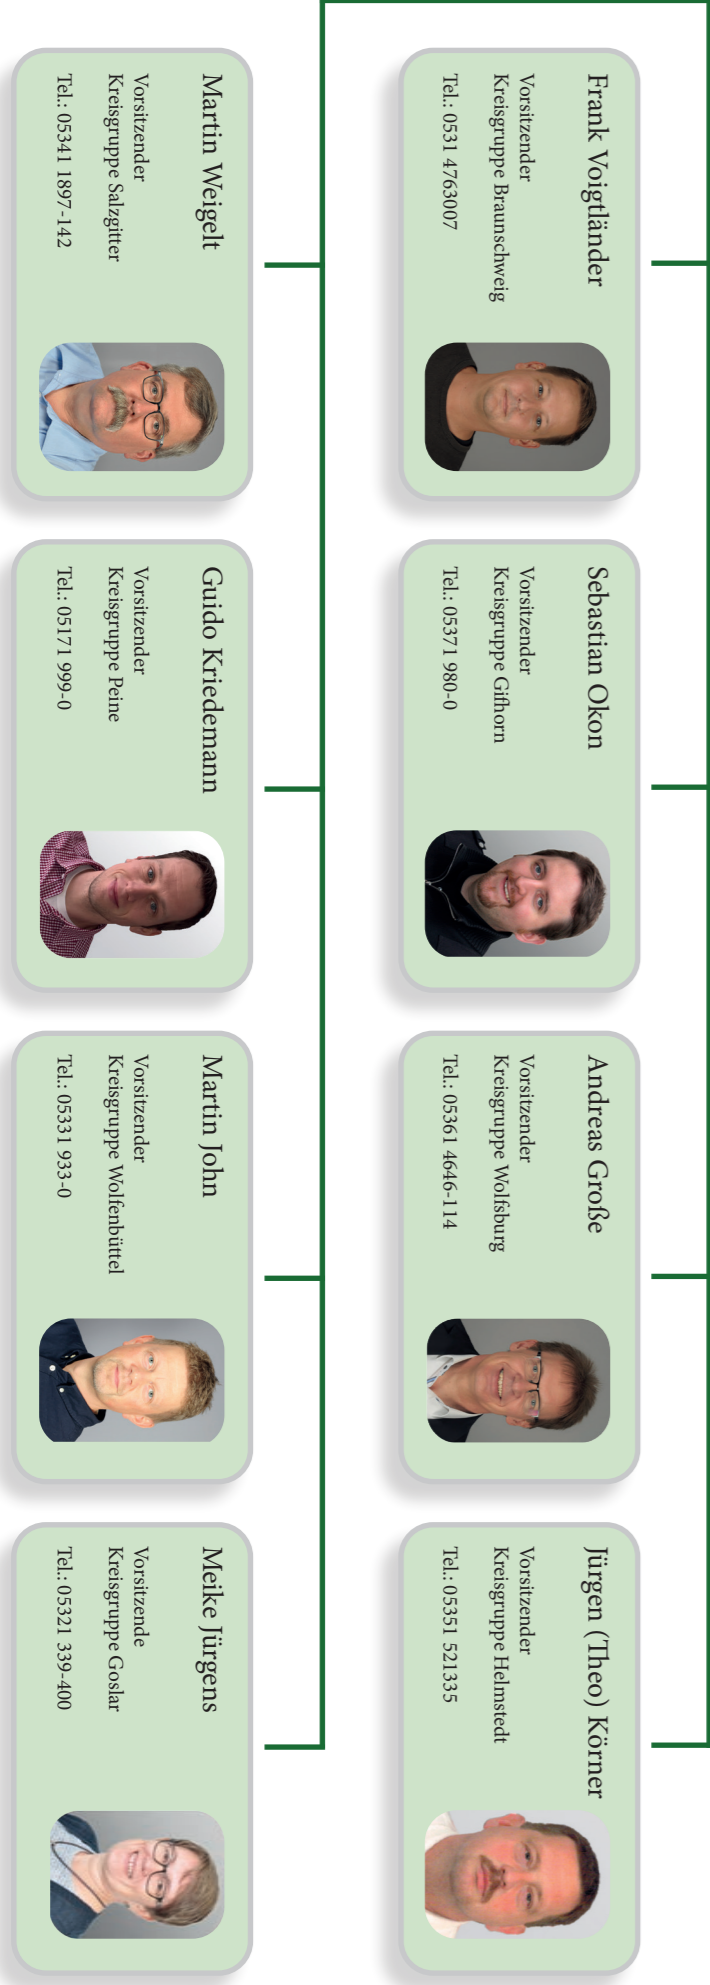 Frank Voigtländer
Vorsitzender
Kreisgruppe Braunschweig
Tel.: 0531 4763007
Sebastian Okon
Vorsitzender
Kreisgruppe Gifhorn
Tel.: 05371 980-0
Andreas Große
Vorsitzender
Kreisgruppe Wolfsburg
Tel.: 05361 4646-114
Jürgen (Theo) Körner
Vorsitzender
Kreisgruppe Helmstedt
Tel.: 05351 521335
Martin Weigelt
Vorsitzender
Kreisgruppe Salzgitter
Tel.: 05341 1897-142
Guido Kriedemann
Vorsitzender
Kreisgruppe Peine
Tel.: 05171 999-0
Martin John
Vorsitzender
Kreisgruppe Wolfenbüttel
Tel.: 05331 933-0
Meike Jürgens
Vorsitzende
Kreisgruppe Goslar
Tel.: 05321 339-400